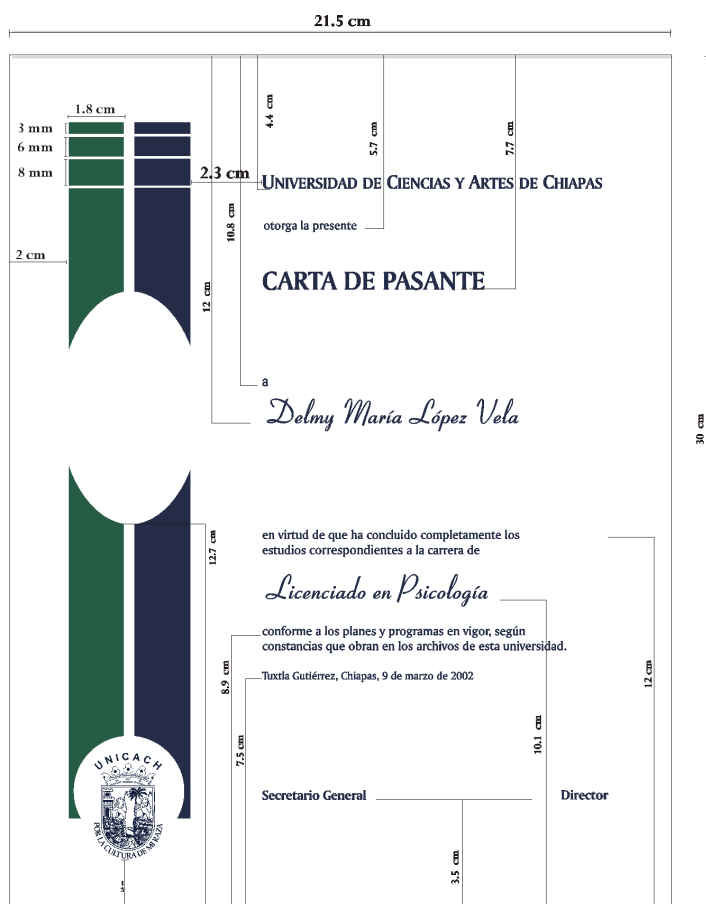 21.5 cm
1.8 cm
3 mm
6 mm
8 mm
2.3 cm
2 cm
4.4 cm
5.7 cm
7.7 cm
10.8 cm
12 cm
UNIVERSIDAD DE CIENCIAS Y ARTES DE CHIAPAS
otorga la presente
CARTA DE PASANTE
a
Delmy María López Vela
30 cm
en virtud de que ha concluido completamente los
estudios correspondientes a la carrera de
12.7 cm
Licenciado en Psicología
conforme a los planes y programas en vigor, según
constancias que obran en los archivos de esta universidad.
Tuxtla Gutiérrez, Chiapas, 9 de marzo de 2002
8.9 cm
7.5 cm
10.1 cm
12 cm
Secretario General
Director
3.5 cm
UNICACH
POR LA CULTURA DE MI RAZA